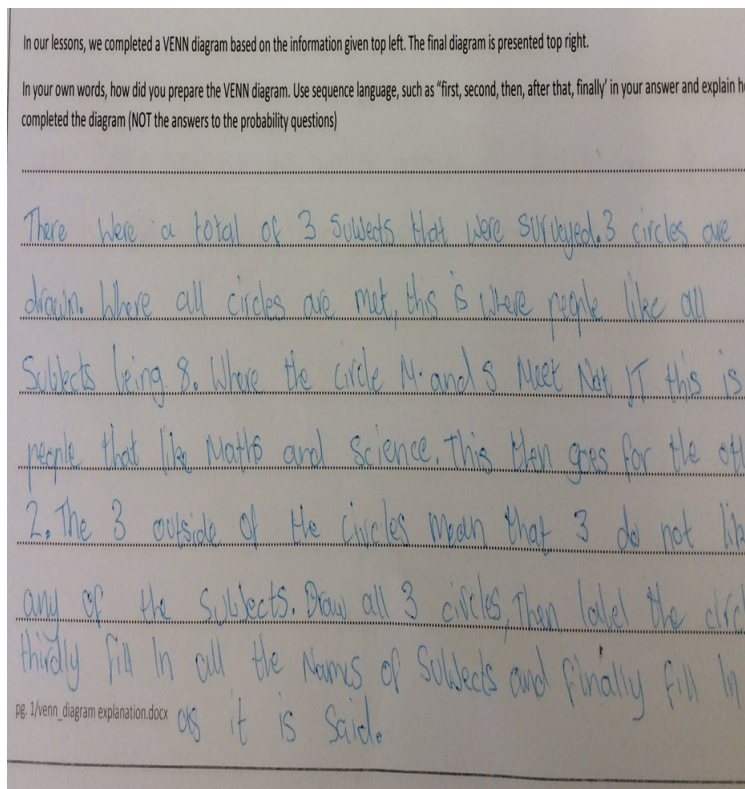 In our lessons, we completed a VENN diagram based on the information given top left. The final diagram is presented top right.
In your own words, how did you prepare the VENN diagram. Use sequence language, such as "first, second, then, after that, finally' in your answer and explain
completed the diagram (NOT the answers to the probability questions)
There were a total of 3 subjects that were surveyed. 3 circles are
drawn. Where all circles are met, this is where people like all
Subjects being 8. Where the circle M. and S Meet Not IT this is
people that like Maths and Science. This then goes for the
2. The 3 outside of the circles mean that 3 do not
any of the subjects. Draw all 3 circles, Then label the
thirdly fill in all the Names of Subjects and finally fill in
pg. 1/venn_diagram explanation.docx as it is said.